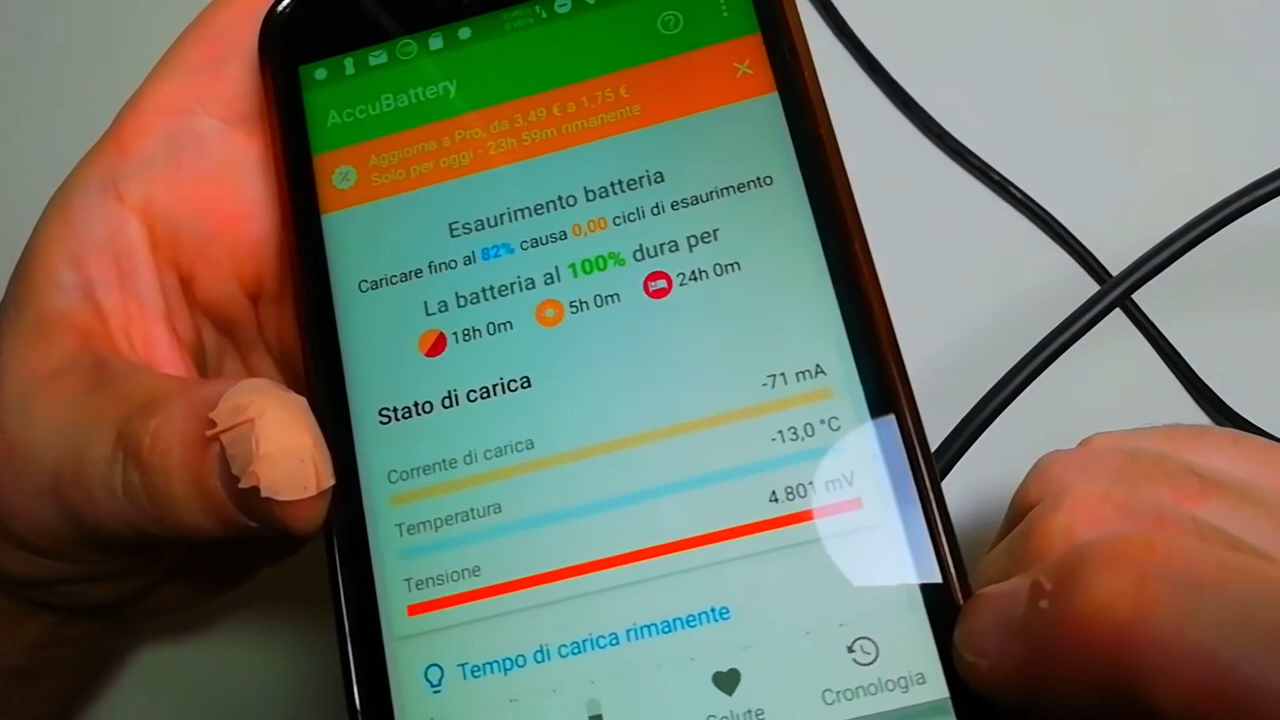 AccuBattery
Aggiorna a Pro, da 3,49 € a 1,75 €
Solo per oggi - 23h 59m rimanente
Esaurimento batteria
Caricare fino al 82% causa 0,00 cicli di esaurimento
La batteria al 100% dura per
18h 0m 5h 0m 24h 0m
Stato di carica
Corrente di carica -71 mA
Temperatura -13,0 °C
Tensione 4.801 mV
Tempo di carica rimanente
Salute Cronologia